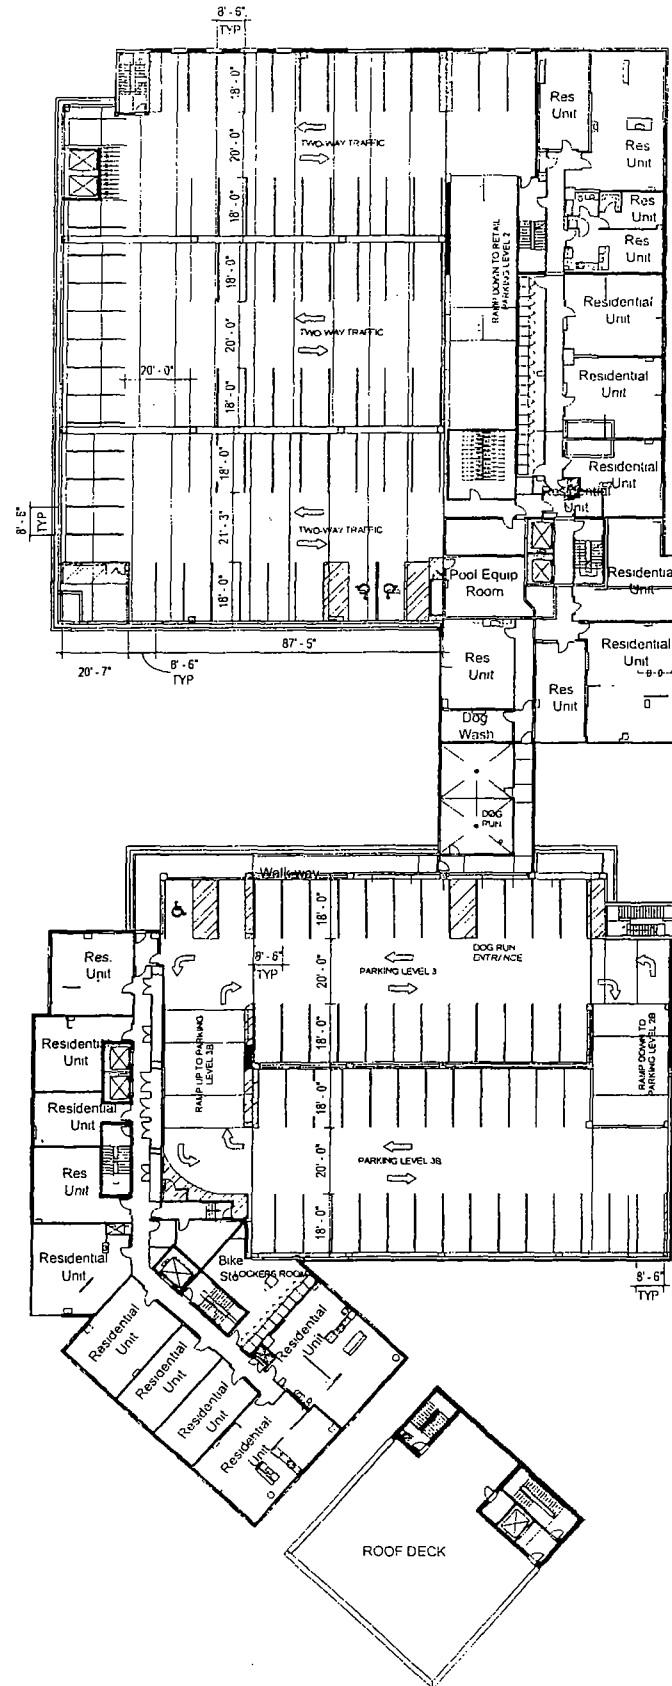 8' - 6"
TYP
18' - 0"
20' - 0"
TWO-WAY TRAFFIC
18' - 0"
Res
Unit
Res
Unit
Res
Unit
Res
Unit
RAMP DOWN TO RETAIL
PARKING LEVEL 2
18' - 0"
20' - 0"
TWO-WAY TRAFFIC
20' - 0"
18' - 0"
Residential
Unit
Residential
Unit
18' - 0"
Residential
Unit
Residential
Unit
8' - 6"
TYP
21' - 3"
TWO-WAY TRAFFIC
18' - 0"
Pool Equip
Room
Residential
Unit
20' - 7"
8' - 6"
TYP
87' - 5"
Res
Unit
Res
Unit
Residential
Unit
Dog
Wash
DOG
RUN
Walkway
18' - 0"
8' - 6"
TYP
20' - 0"
PARKING LEVEL 3
DOG RUN
ENTRANCE
18' - 0"
RAMP UP TO PARKING
LEVEL 3B
RAMP DOWN TO
PARKING LEVEL 2B
18' - 0"
20' - 0"
PARKING LEVEL 3B
18' - 0"
8' - 6"
TYP
Res.
Unit
Residential
Unit
Residential
Unit
Res
Unit
Residential
Unit
Bike
LOCKERS ROOM
Residential
Unit
Residential
Unit
Residential
Unit
Residential
Unit
Residential
Unit
ROOF DECK